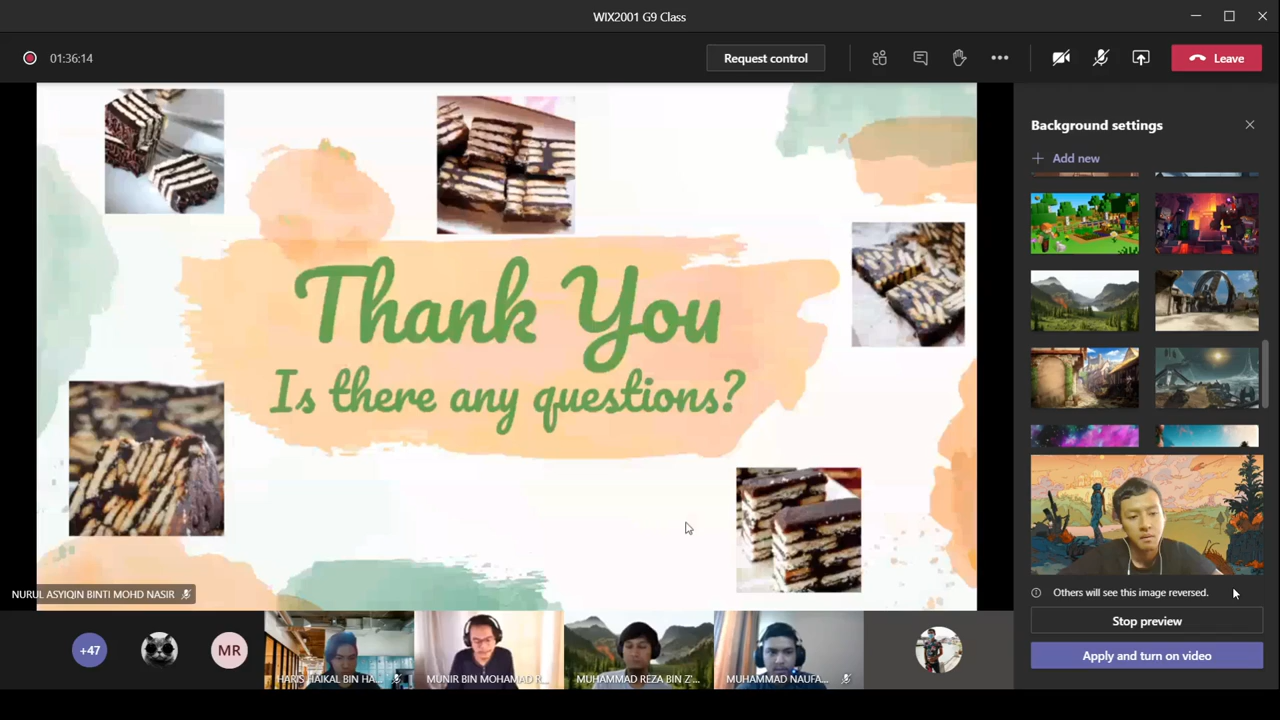 WIX2001 G9 Class
01:36:14
Request control
Leave
Background settings
Add new
Thank You
Is there any questions?
NURUL ASYIQIN BINTI MOHD NASIR
Others will see this image reversed.
Stop preview
Apply and turn on video
+47
MR
HARIS HAIKAL BIN HA...
MUNIR BIN MOHAMAD R...
MUHAMMAD REZA BIN Z'...
MUHAMMAD NAUFA...